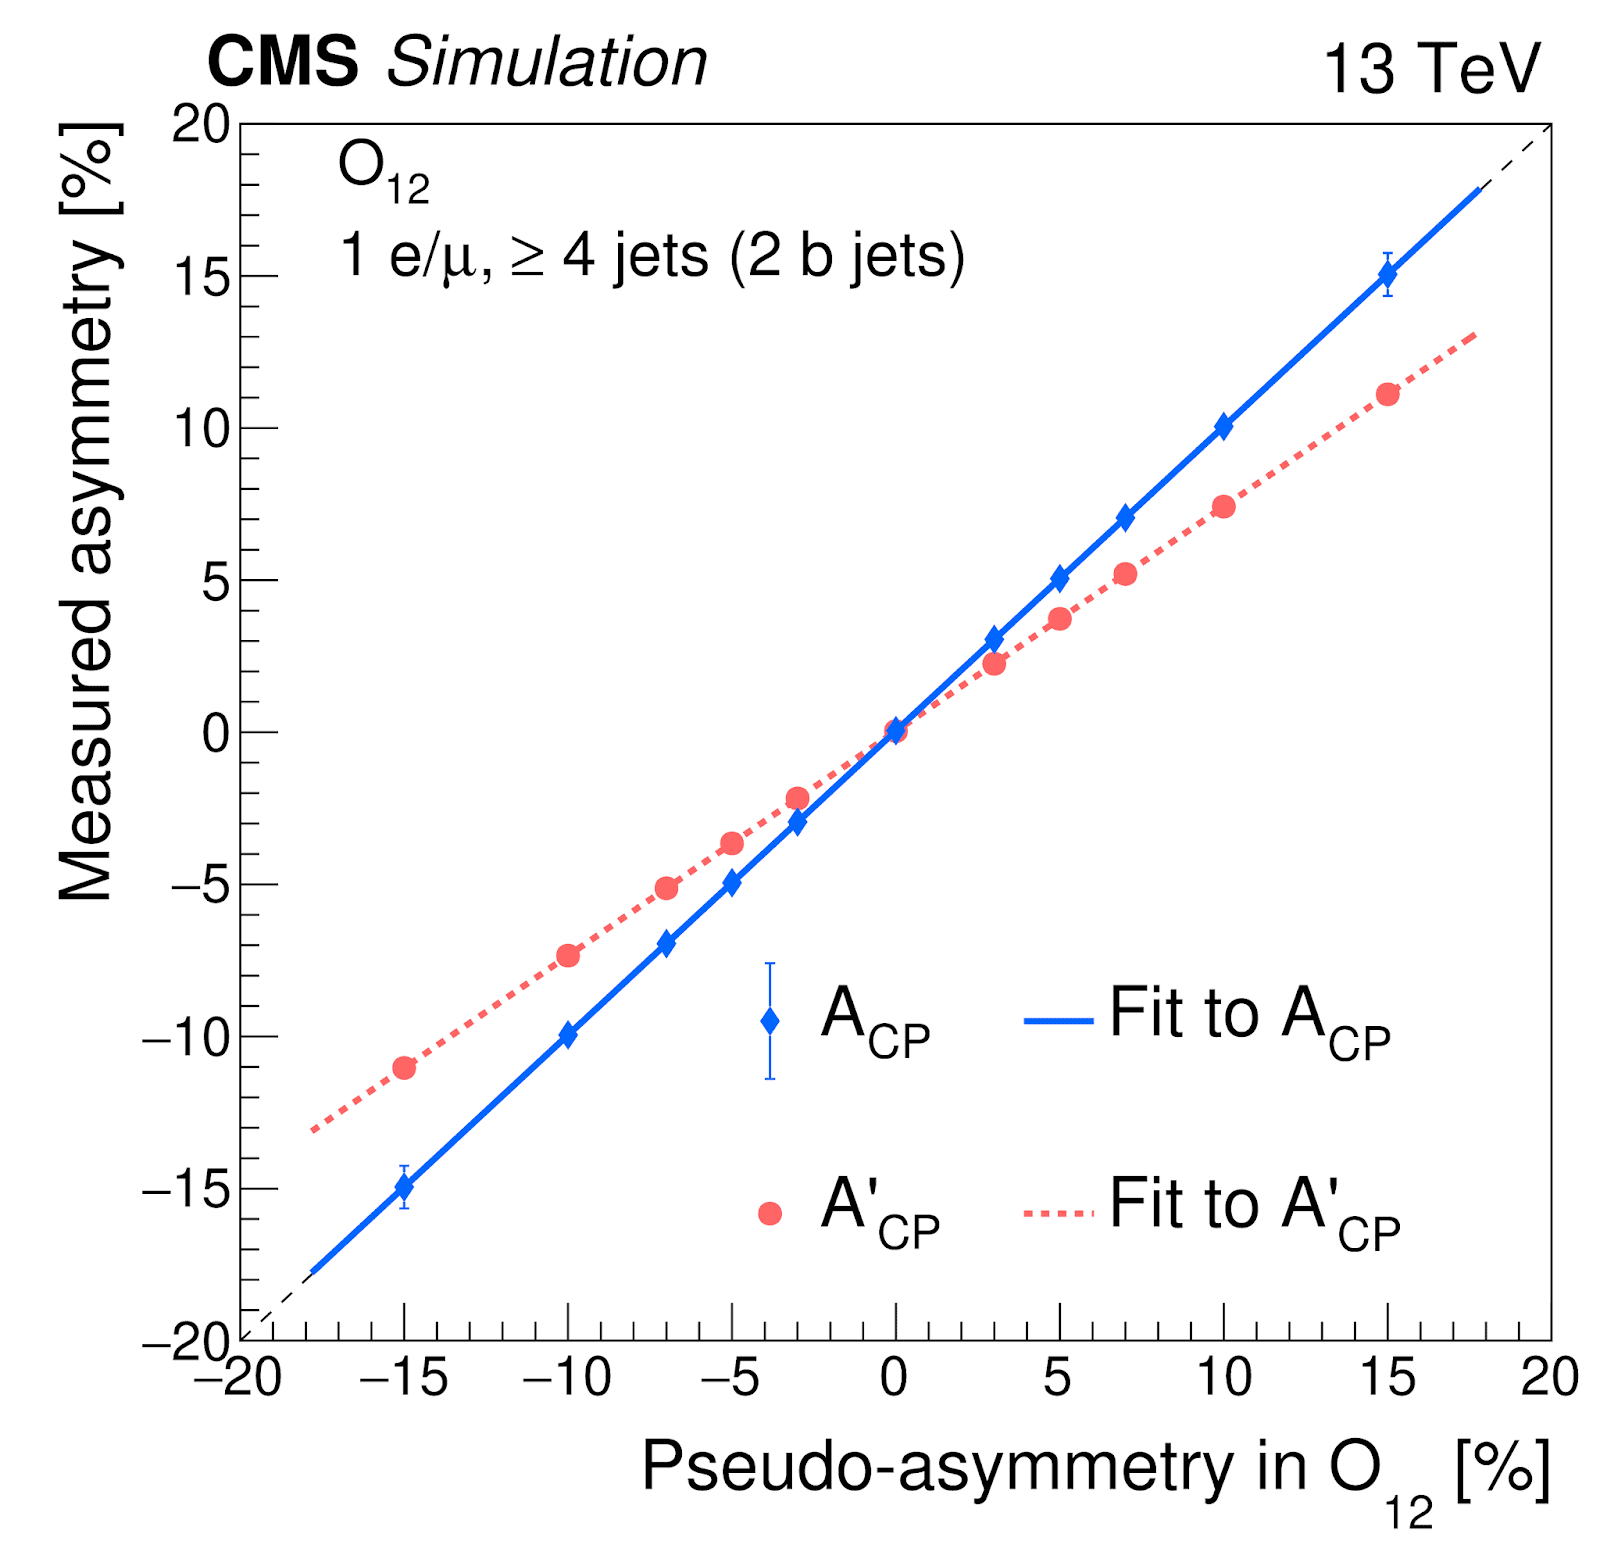 CMS Simulation 13 TeV
O12
1 e/μ, ≥ 4 jets (2 b jets)
Measured asymmetry [%]
20
15
10
5
0
−5
−10
−15
−20
ACP Fit to ACP
A'CP Fit to A'CP
−20 −15 −10 −5 0 5 10 15 20
Pseudo-asymmetry in O12 [%]